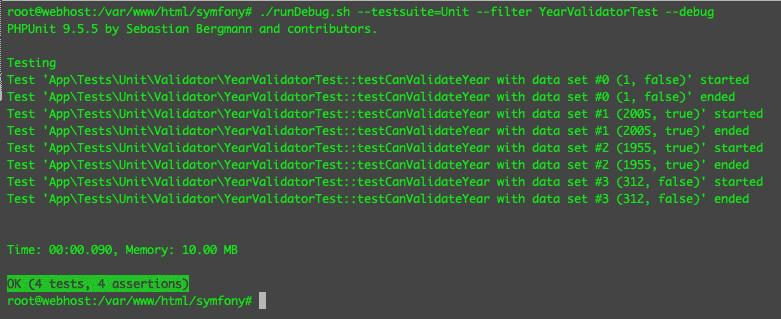 root@webhost:/var/www/html/symfony# ./runDebug.sh --testsuite=Unit --filter YearValidatorTest --debug
PHPUnit 9.5.5 by Sebastian Bergmann and contributors.
Testing
Test 'App\Tests\Unit\Validator\YearValidatorTest::testCanValidateYear with data set #0 (1, false)' started
Test 'App\Tests\Unit\Validator\YearValidatorTest::testCanValidateYear with data set #0 (1, false)' ended
Test 'App\Tests\Unit\Validator\YearValidatorTest::testCanValidateYear with data set #1 (2005, true)' started
Test 'App\Tests\Unit\Validator\YearValidatorTest::testCanValidateYear with data set #1 (2005, true)' ended
Test 'App\Tests\Unit\Validator\YearValidatorTest::testCanValidateYear with data set #2 (1955, true)' started
Test 'App\Tests\Unit\Validator\YearValidatorTest::testCanValidateYear with data set #2 (1955, true)' ended
Test 'App\Tests\Unit\Validator\YearValidatorTest::testCanValidateYear with data set #3 (312, false)' started
Test 'App\Tests\Unit\Validator\YearValidatorTest::testCanValidateYear with data set #3 (312, false)' ended
Time: 00:00.090, Memory: 10.00 MB
OK (4 tests, 4 assertions)
root@webhost:/var/www/html/symfony#